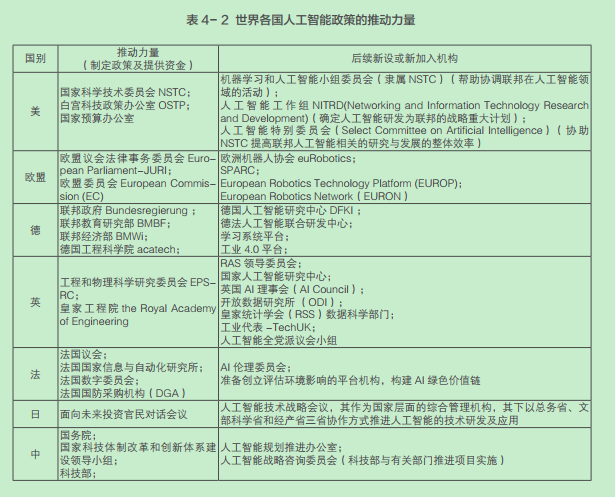 表 4-2 世界各国人工智能政策的推动力量
国别
推动力量
(制定政策及提供资金)
后续新设或新加入机构
美
国家科学技术委员会 NSTC;
白宫科技政策办公室 OSTP;
国家预算办公室
机器学习和人工智能小组委员会(隶属 NSTC)(帮助协调联邦在人工智能领
域的活动);
人工智能工作组 NITRD(Networking and Information Technology Research
and Development)(确定人工智能研发为联邦的战略重大计划);
人工智能特别委员会(Select Committee on Artificial Intelligence)(协助
NSTC 提高联邦人工智能相关的研究与发展的整体效率)
欧盟
欧盟议会法律事务委员会 Euro-
pean Parliament-JURI;
欧盟委员会 European Commis-
sion (EC)
欧洲机器人协会 euRobotics;
SPARC;
European Robotics Technology Platform (EUROP);
European Robotics Network(EURON)
德
联邦政府 Bundesregierung;
联邦教育研究部 BMBF;
联邦经济部 BMWi;
德国工程科学院 acatech;
德国人工智能研究中心 DFKI;
德法人工智能联合研发中心;
学习系统平台;
工业 4.0 平台;
英
工程和物理科学研究委员会 EPS-
RC;
皇家工程院 the Royal Academy
of Engineering
RAS 领导委员会;
国家人工智能研究中心;
英国 AI 理事会(AI Council);
开放数据研究所(ODI);
皇家统计学会(RSS)数据科学部门;
工业代表 -TechUK;
人工智能全党派议会小组
法
法国议会;
法国国家信息与自动化研究所;
法国数字委员会;
法国国防采购机构(DGA)
AI 伦理委员会;
准备创立评估环境影响的平台机构,构建 AI 绿色价值链
日
面向未来投资官民对话会议
人工智能技术战略会议,其作为国家层面的综合管理机构,其下以总务省、文
部科学省和经产省三省协作方式推进人工智能的技术研发及应用
中
国务院;
国家科技体制改革和创新体系建
设领导小组;
科技部;
人工智能规划推进办公室;
人工智能战略咨询委员会(科技部与有关部门推进项目实施)